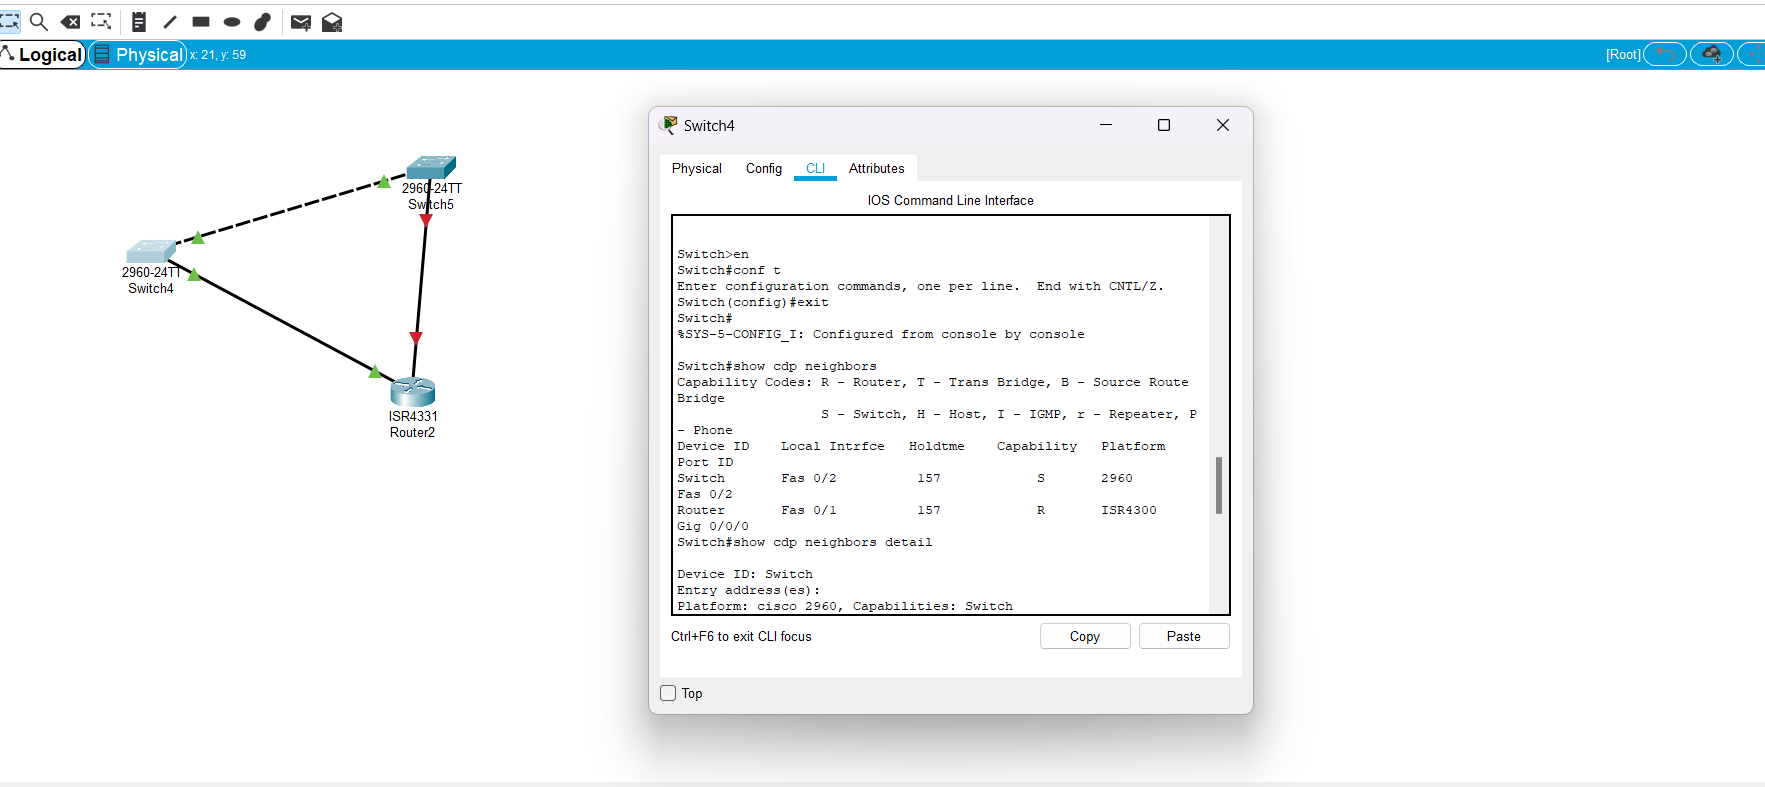 Logical
Physical
x: 21, y: 59
[Root]
2960-24TT
Switch5
2960-24TT
Switch4
ISR4331
Router2
Switch4
Physical Config CLI Attributes
IOS Command Line Interface
Switch>en
Switch#conf t
Enter configuration commands, one per line.  End with CNTL/Z.
Switch(config)#exit
Switch#
%SYS-5-CONFIG_I: Configured from console by console
Switch#show cdp neighbors
Capability Codes: R - Router, T - Trans Bridge, B - Source Route
Bridge
                  S - Switch, H - Host, I - IGMP, r - Repeater, P
- Phone
Device ID    Local Intrfce   Holdtme    Capability   Platform
Port ID
Switch       Fas 0/2          157            S       2960
Fas 0/2
Router       Fas 0/1          157            R       ISR4300
Gig 0/0/0
Switch#show cdp neighbors detail
Device ID: Switch
Entry address(es):
Platform: cisco 2960, Capabilities: Switch
Ctrl+F6 to exit CLI focus
Copy
Paste
Top